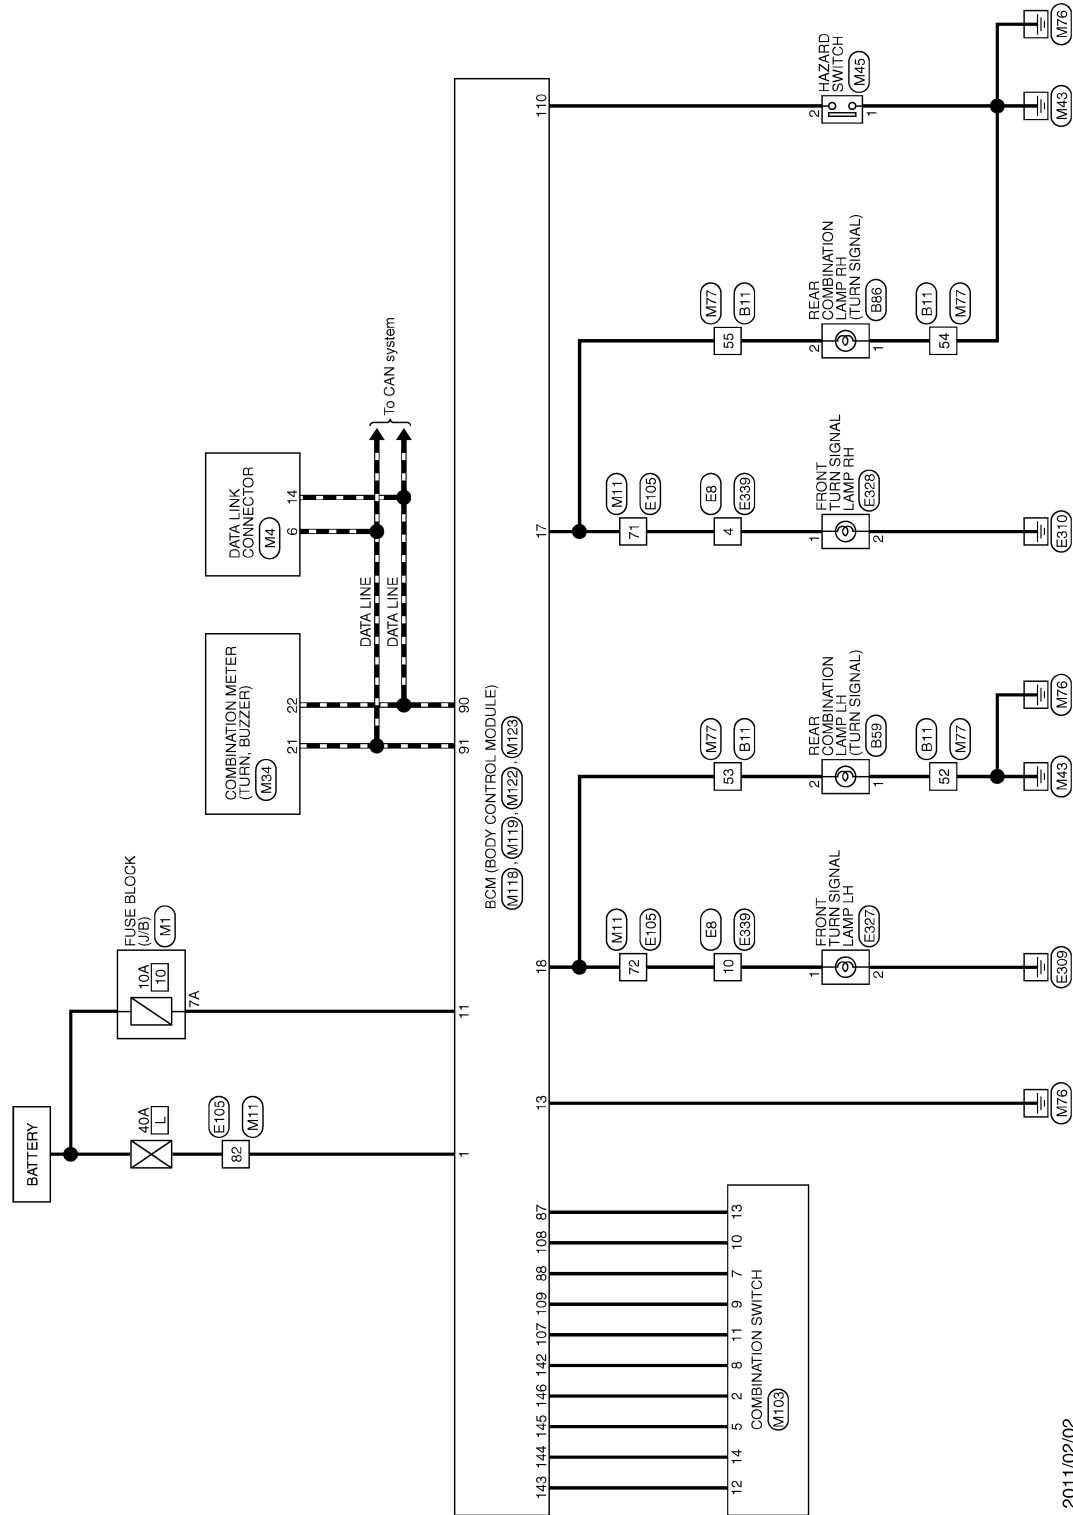 BATTERY
40A
L
E105
82
M11
1
FUSE BLOCK
(J/B)
M1
10A
10
7A
11
COMBINATION METER
(TURN, BUZZER)
M34
21
22
91
90
DATA LINK
CONNECTOR
M4
6
14
DATA LINE
DATA LINE
To CAN system
BCM (BODY CONTROL MODULE)
M118, M119, M122, M123
143
144
145
146
142
107
109
88
108
87
13
18
17
110
12
14
5
2
8
11
9
7
10
13
COMBINATION SWITCH
M103
M76
M11
72
E105
E8
10
E339
FRONT
TURN SIGNAL
LAMP LH
E327
1
2
E309
M77
53
B11
REAR
COMBINATION
LAMP LH
(TURN SIGNAL)
B59
2
1
B11
52
M77
M43
M76
M11
71
E105
E8
4
E339
FRONT
TURN SIGNAL
LAMP RH
E328
1
2
E310
M77
55
B11
REAR
COMBINATION
LAMP RH
(TURN SIGNAL)
B86
2
1
B11
54
M77
HAZARD
SWITCH
M45
2
1
M43
M76
2011/02/02